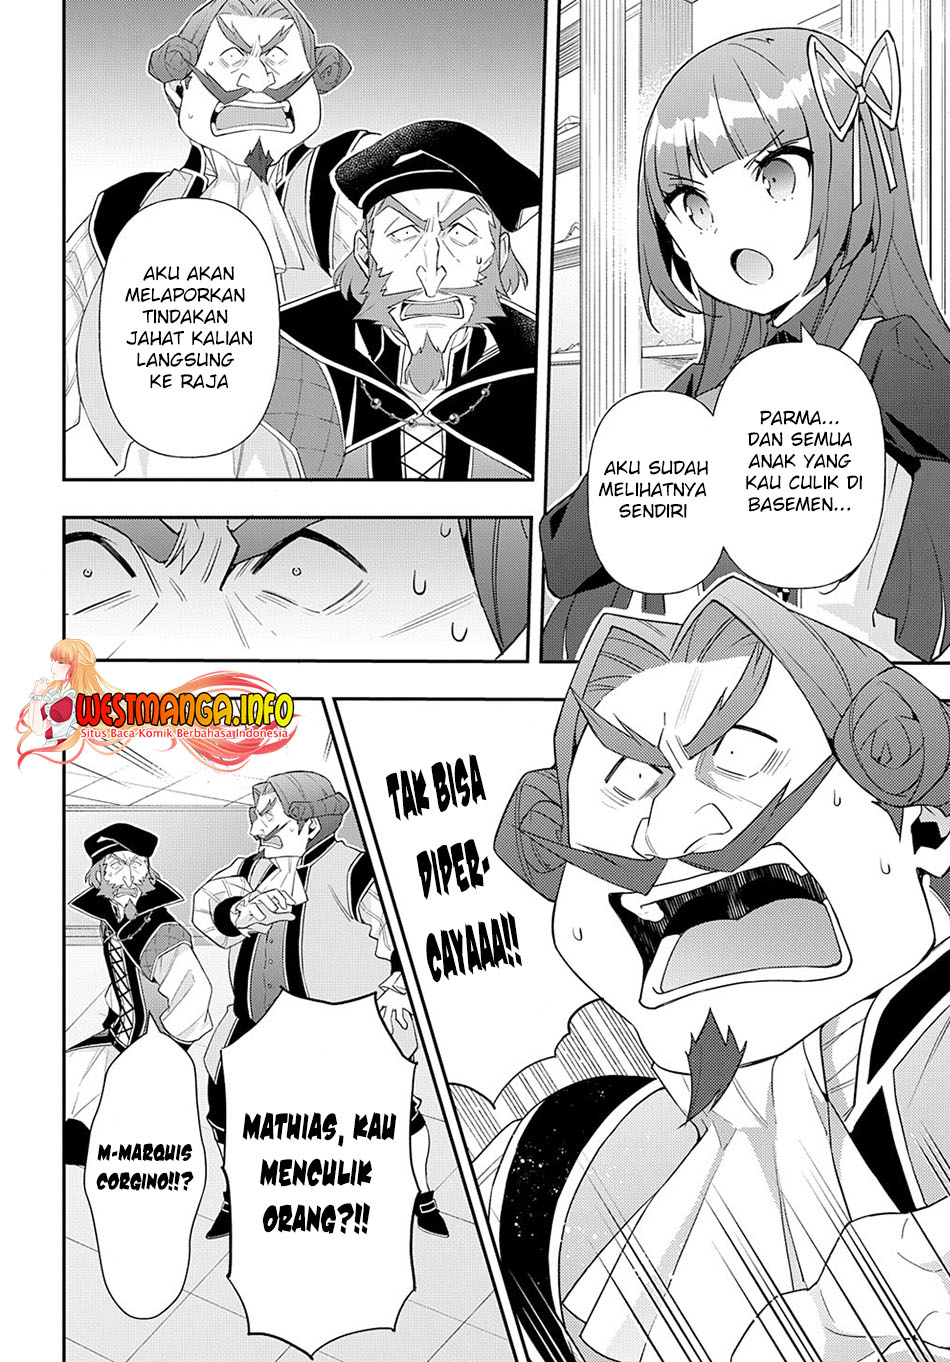 PARMA...
DAN SEMUA
ANAK YANG
KAU CULIK DI
BASEMEN...
AKU SUDAH
MELIHATNYA
SENDIRI
AKU AKAN
MELAPORKAN
TINDAKAN
JAHAT KALIAN
LANGSUNG
KE RAJA
TAK BISA
DIPER-
CAYAAA!!
MATHIAS, KAU
MENCULIK
ORANG?!!
M-MARQUIS
CORGINO!!?
WESTMANGA.INFO
Situs Baca Komik Berbahasa Indonesia